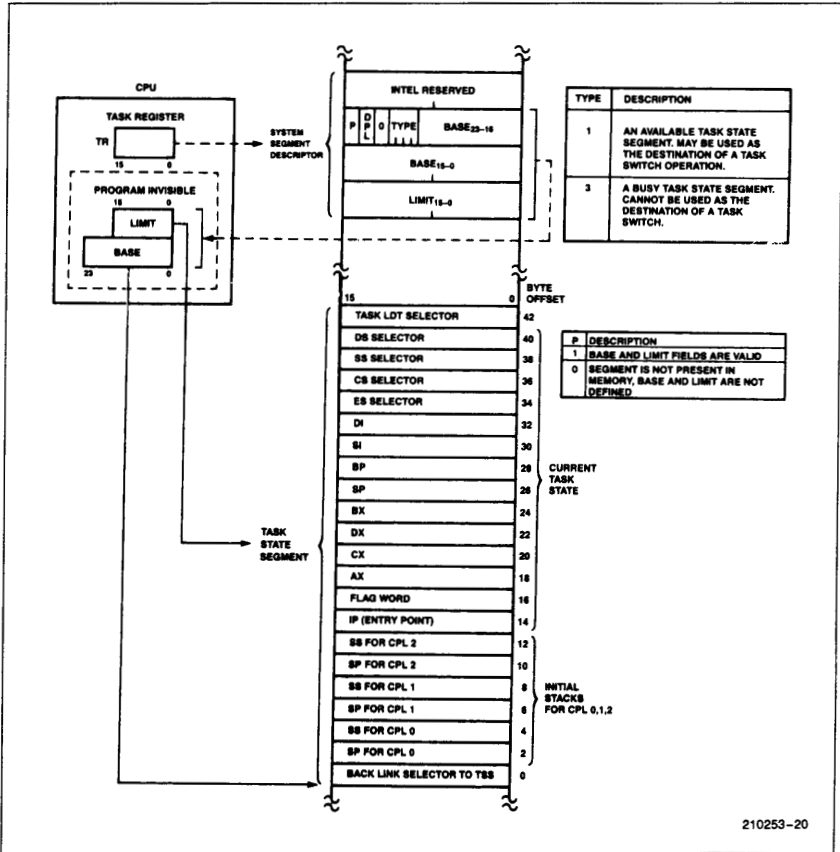 CPU
TASK REGISTER
TR
15 0
PROGRAM INVISIBLE
15 0
LIMIT
BASE
23 0
SYSTEM
SEGMENT
DESCRIPTOR
INTEL RESERVED
P DPL 0 TYPE BASE23–16
BASE15–0
LIMIT15–0
TYPE DESCRIPTION
1 AN AVAILABLE TASK STATE
SEGMENT. MAY BE USED AS
THE DESTINATION OF A TASK
SWITCH OPERATION.
3 A BUSY TASK STATE SEGMENT.
CANNOT BE USED AS THE
DESTINATION OF A TASK
SWITCH.
15 0
BYTE
OFFSET
TASK LDT SELECTOR 42
DS SELECTOR 40
SS SELECTOR 38
CS SELECTOR 36
ES SELECTOR 34
DI 32
SI 30
BP 28
SP 26
BX 24
DX 22
CX 20
AX 18
FLAG WORD 16
IP (ENTRY POINT) 14
SS FOR CPL 2 12
SP FOR CPL 2 10
SS FOR CPL 1 8
SP FOR CPL 1 6
SS FOR CPL 0 4
SP FOR CPL 0 2
BACK LINK SELECTOR TO TSS 0
TASK
STATE
SEGMENT
CURRENT
TASK
STATE
INITIAL
STACKS
FOR CPL 0,1,2
P DESCRIPTION
1 BASE AND LIMIT FIELDS ARE VALID
0 SEGMENT IS NOT PRESENT IN
MEMORY, BASE AND LIMIT ARE NOT
DEFINED
210253–20